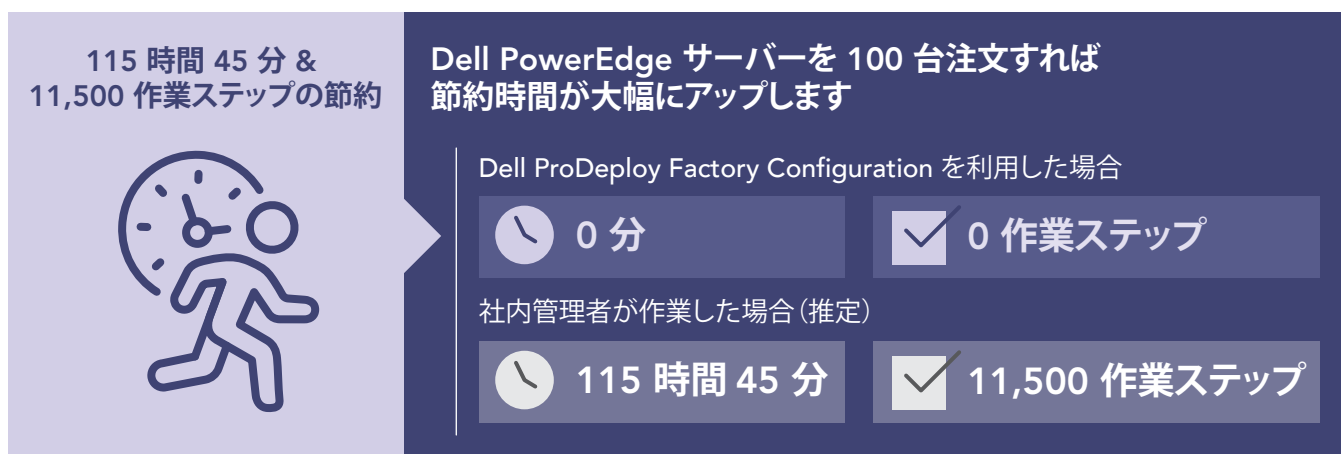 115 時間 45 分 &
11,500 作業ステップの節約
Dell PowerEdge サーバーを 100 台注文すれば
節約時間が大幅にアップします
Dell ProDeploy Factory Configuration を利用した場合
0 分
0 作業ステップ
社内管理者が作業した場合（推定）
115 時間 45 分
11,500 作業ステップ